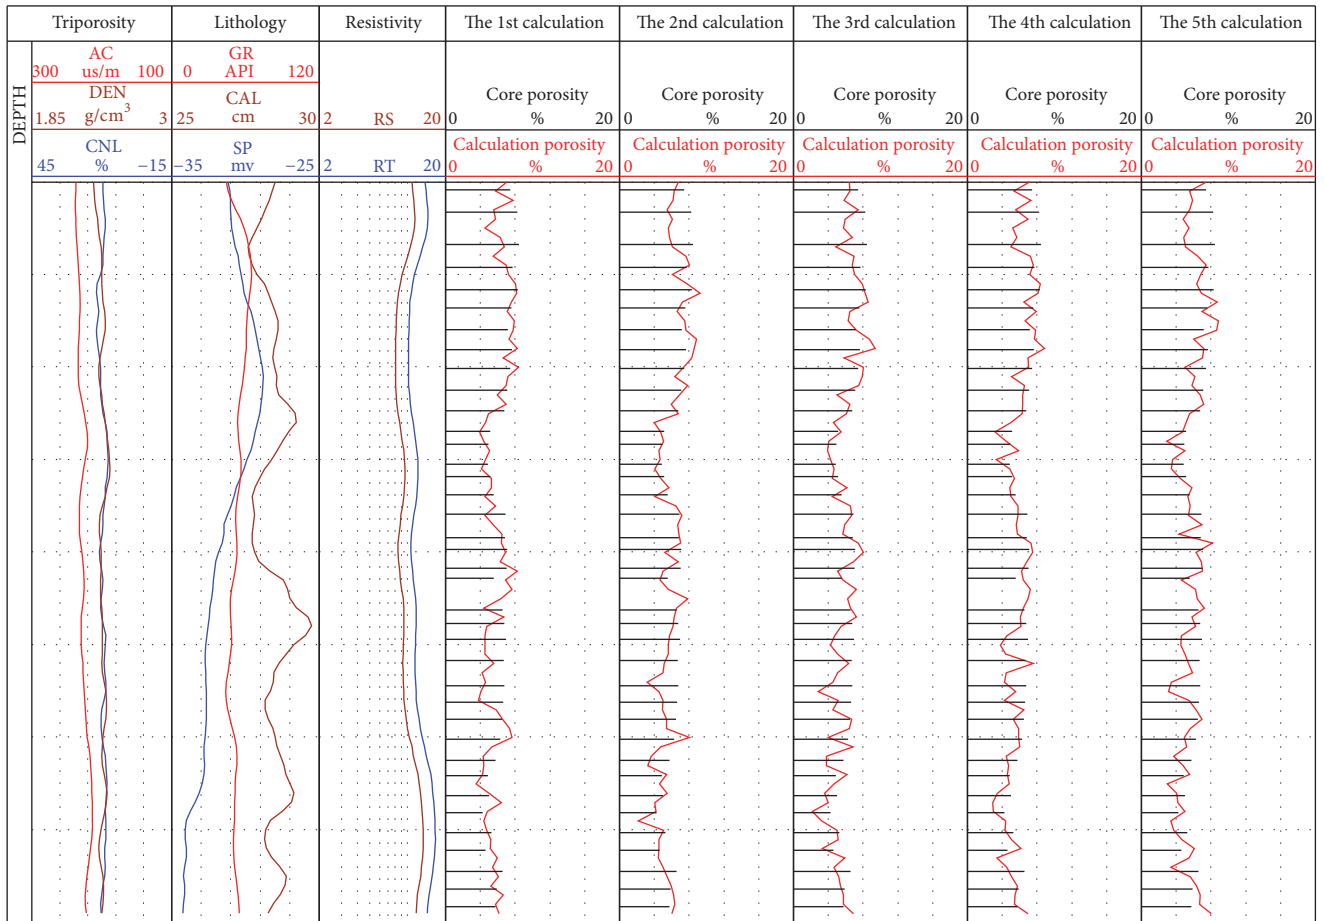 Triporosity Lithology Resistivity The 1st calculation The 2nd calculation The 3rd calculation The 4th calculation The 5th calculation
DEPTH
AC GR
300 us/m 100 0 API 120
DEN CAL Core porosity Core porosity Core porosity Core porosity Core porosity
1.85 g/cm³ 3 25 cm 30 2 RS 20 0 % 20 0 % 20 0 % 20 0 % 20 0 % 20
CNL SP Calculation porosity Calculation porosity Calculation porosity Calculation porosity Calculation porosity
45 % −15 −35 mv −25 2 RT 20 0 % 20 0 % 20 0 % 20 0 % 20 0 % 20